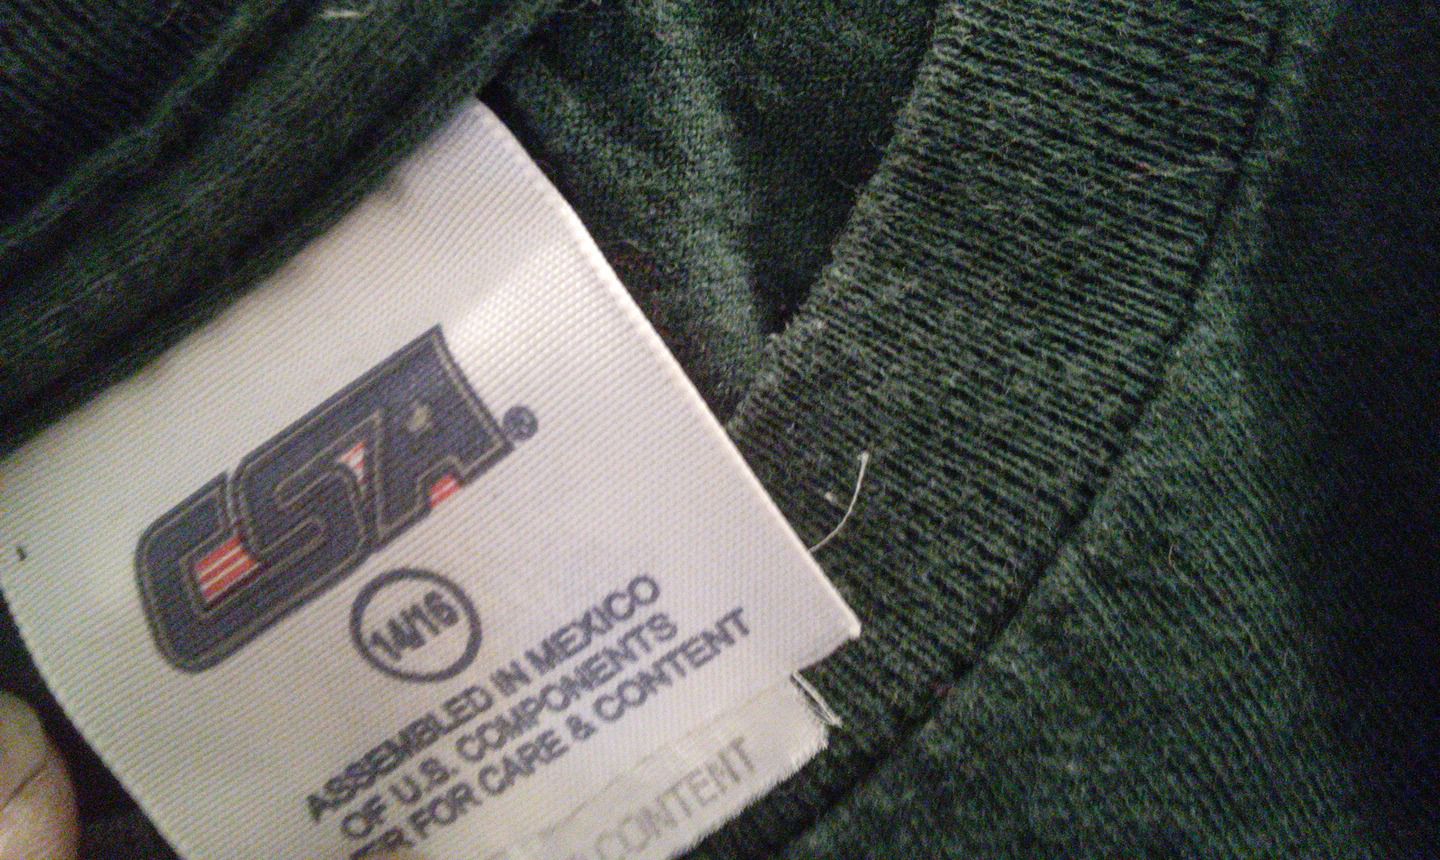 CSA®
14/16
ASSEMBLED IN MEXICO
OF U.S. COMPONENTS
FOR CARE & CONTENT
CONTENT